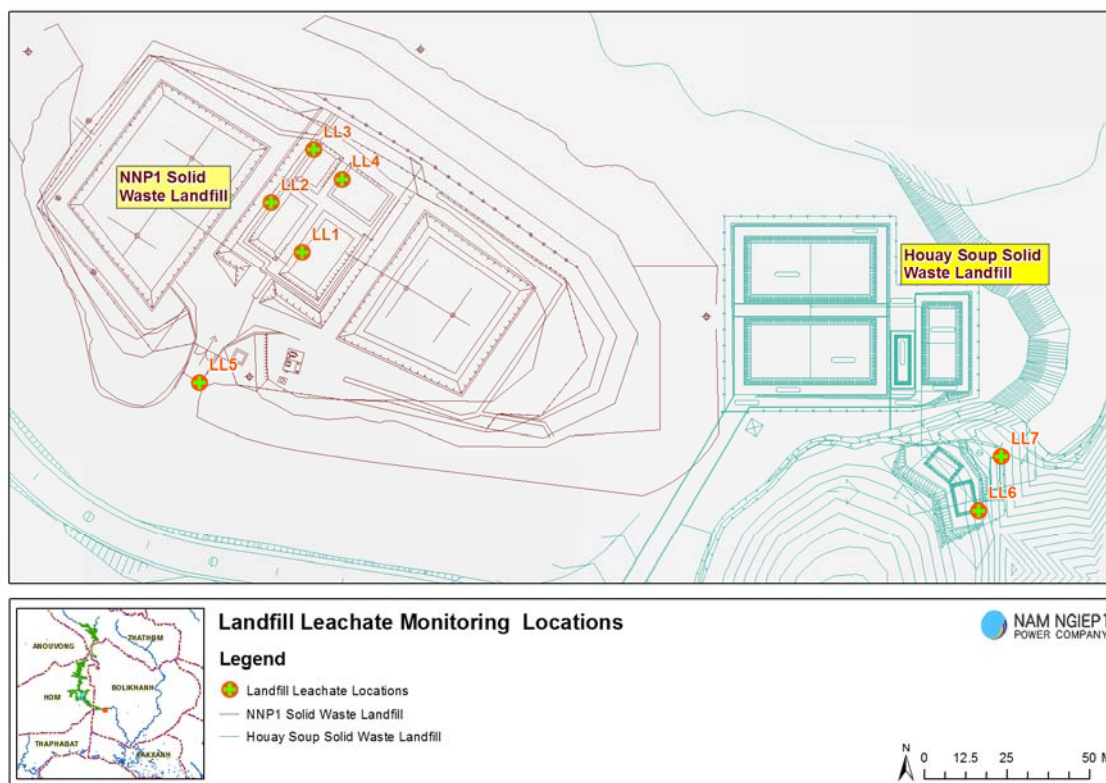 LL3
LL4
NNP1 Solid
Waste Landfill
LL2
LL1
Houay Soup Solid
Waste Landfill
LL5
LL7
LL6
Landfill Leachate Monitoring Locations
NAM NGIEP1
POWER COMPANY
Legend
Landfill Leachate Locations
NNP1 Solid Waste Landfill
Houay Soup Solid Waste Landfill
ANOUVONG
THATHOM
HOM
BOLIKHANH
THAPHABAT
PAKXANH
N
0 12.5 25 50 M